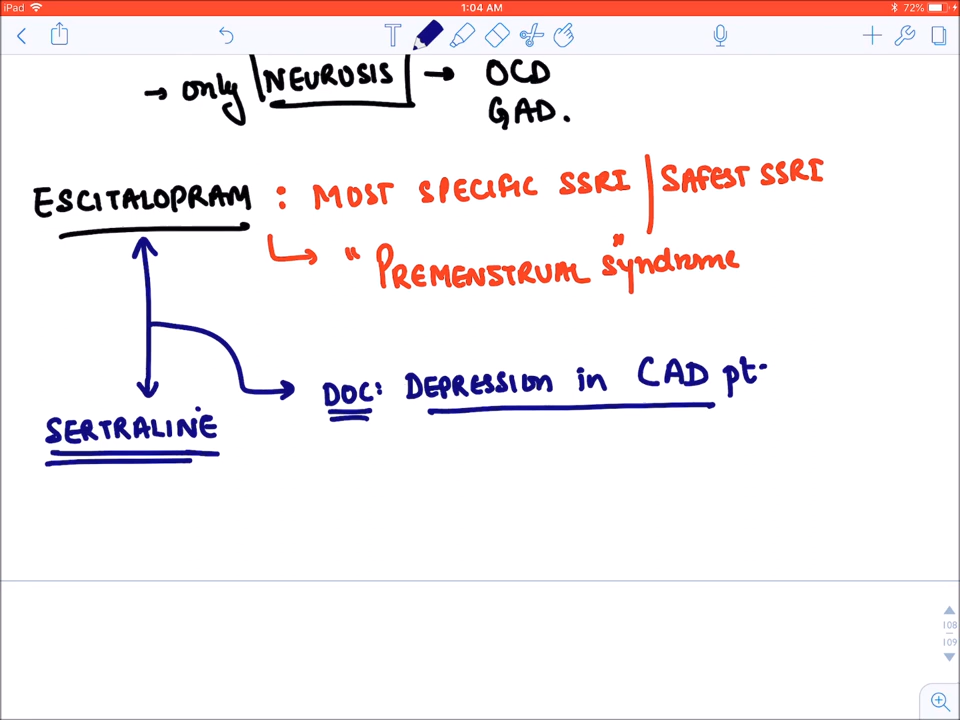 iPad 1:04 AM 72%
T
→ only NEUROSIS → OCD
GAD.
ESCITALOPRAM : MOST SPECIFIC SSRI | SAFEST SSRI
"PREMENSTRUAL syndrome"
DOC: DEPRESSION in CAD pt-
SERTRALINE
108
109